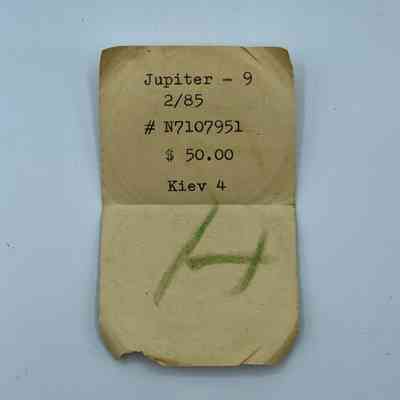 Jupiter - 9
2/85
# N7107951
$ 50.00
Kiev 4
H